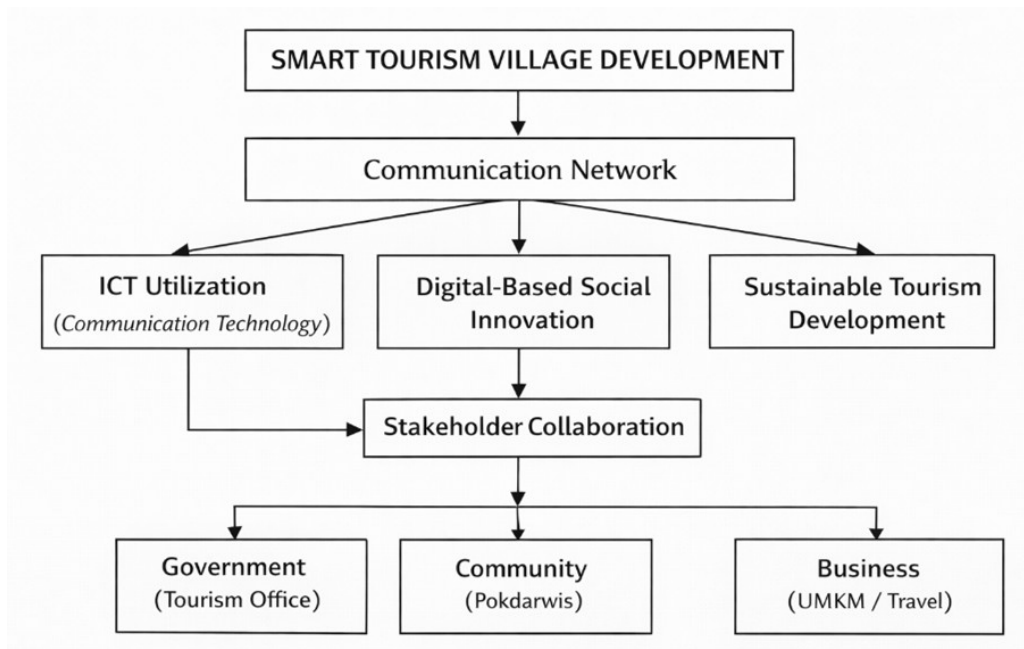 SMART TOURISM VILLAGE DEVELOPMENT
Communication Network
ICT Utilization
(Communication Technology)
Digital-Based Social
Innovation
Sustainable Tourism
Development
Stakeholder Collaboration
Government
(Tourism Office)
Community
(Pokdarwis)
Business
(UMKM / Travel)